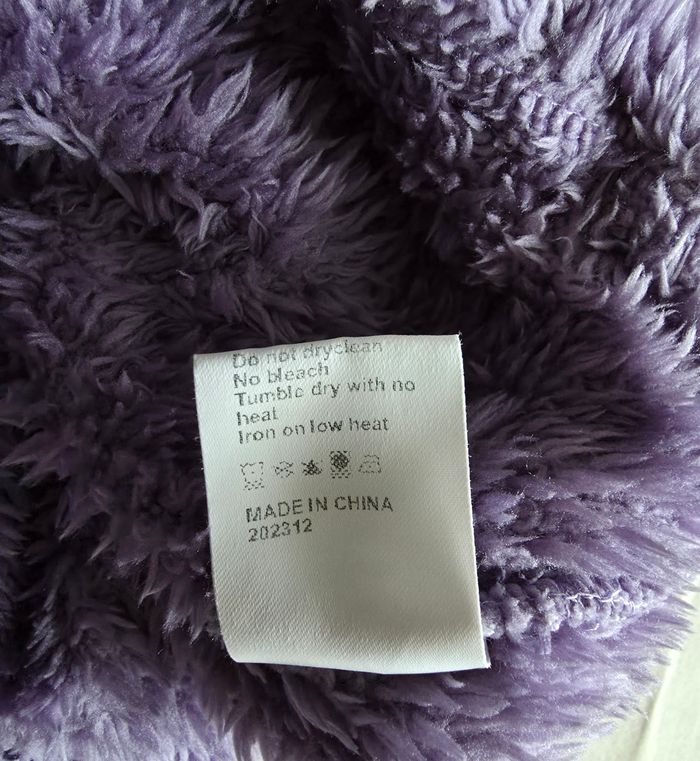 Do not dryclean
No bleach
Tumble dry with no
heat
Iron on low heat
MADE IN CHINA
202312